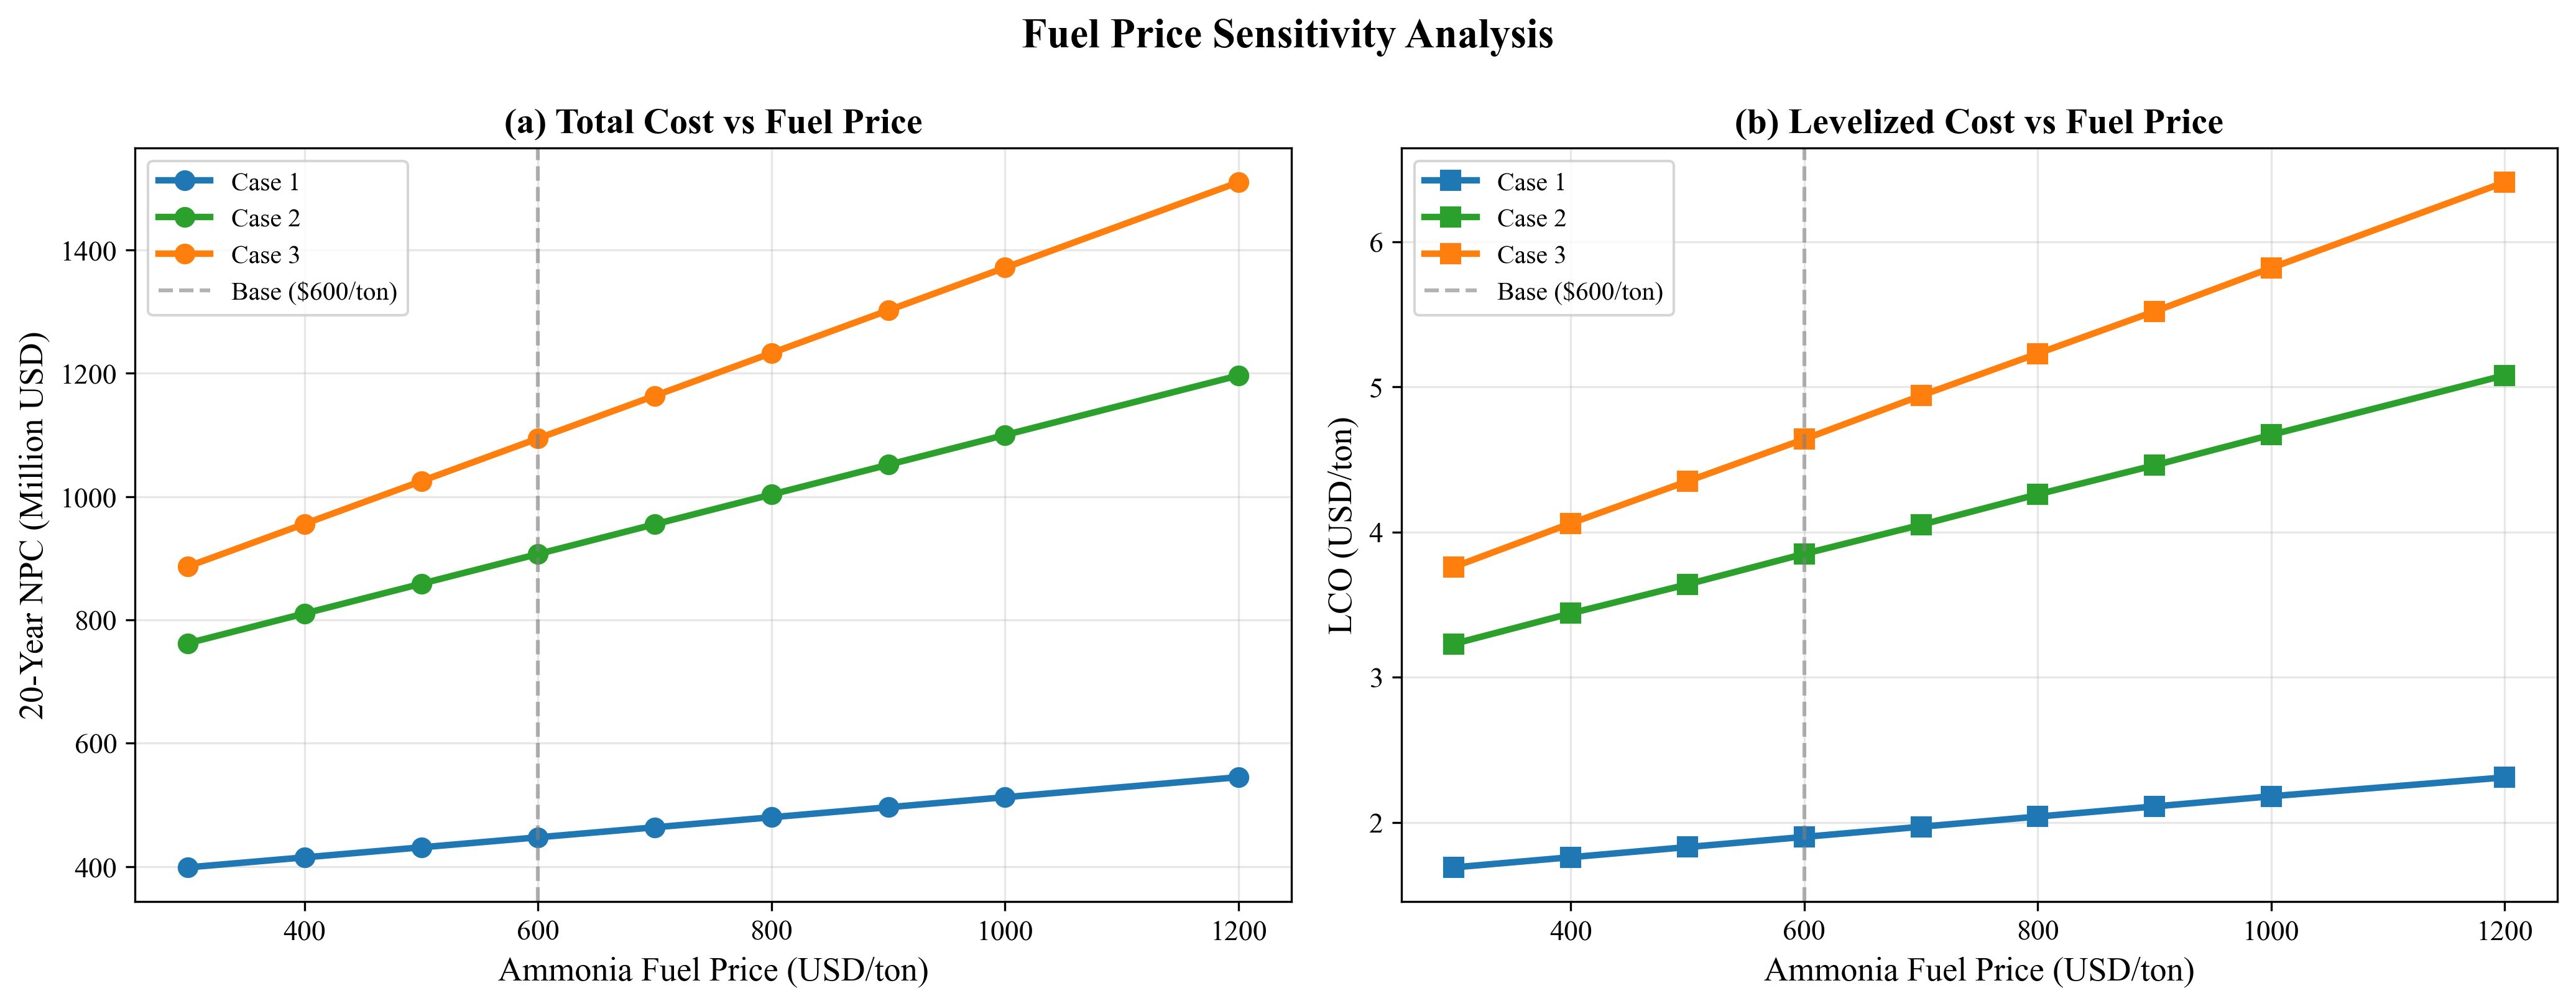 Fuel Price Sensitivity Analysis
(a) Total Cost vs Fuel Price
Case 1
Case 2
Case 3
Base ($600/ton)
20-Year NPC (Million USD)
1400
1200
1000
800
600
400
400 600 800 1000 1200
Ammonia Fuel Price (USD/ton)
(b) Levelized Cost vs Fuel Price
Case 1
Case 2
Case 3
Base ($600/ton)
LCO (USD/ton)
6
5
4
3
2
400 600 800 1000 1200
Ammonia Fuel Price (USD/ton)